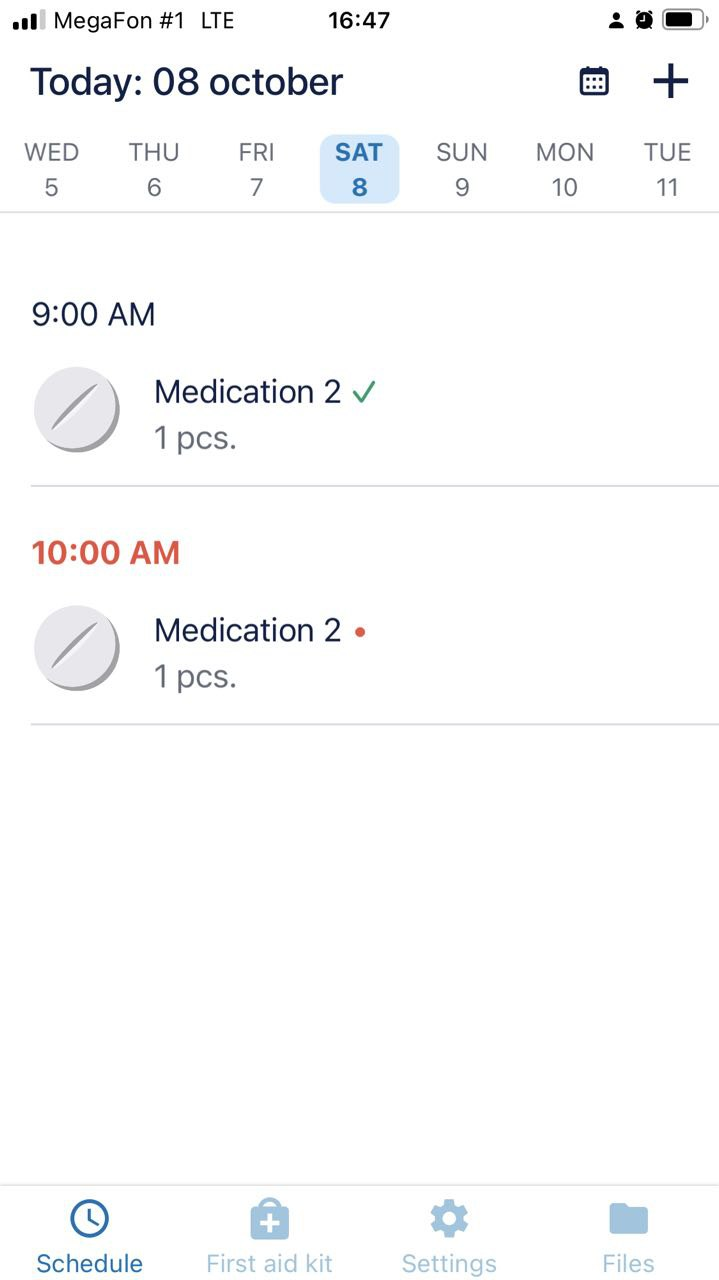 MegaFon #1 LTE 16:47
Today: 08 october
WED THU FRI SAT SUN MON TUE
5 6 7 8 9 10 11
9:00 AM
Medication 2
1 pcs.
10:00 AM
Medication 2
1 pcs.
Schedule First aid kit Settings Files